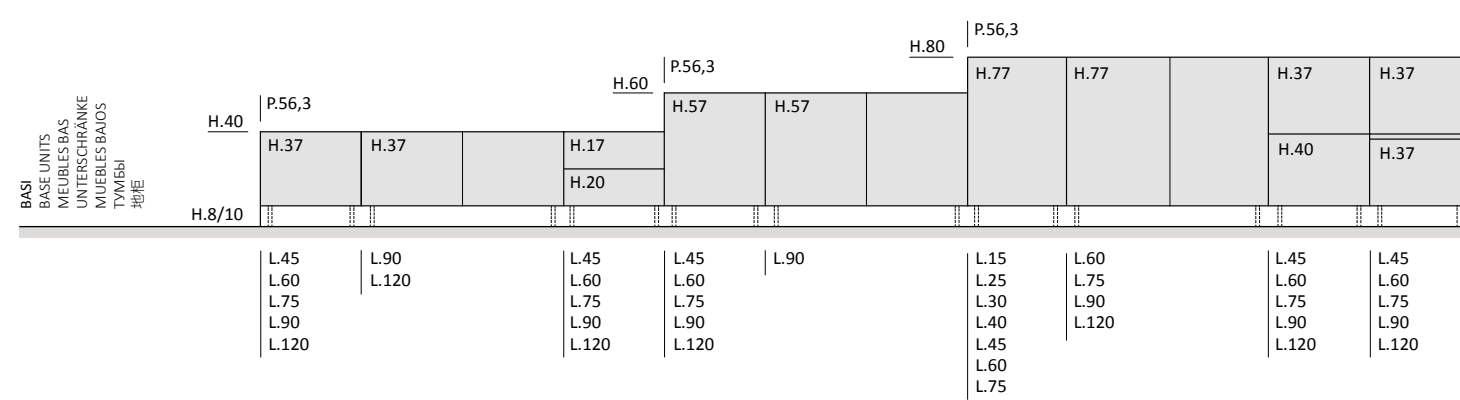 BASI
BASE UNITS
MEUBLES BAS
UNTERSCHRÄNKE
MUEBLES BAJOS
ТУМБЫ
地柜
H.40
P.56,3
H.37
H.37
H.17
H.20
H.8/10
H.60
P.56,3
H.57
H.57
H.80
P.56,3
H.77
H.77
H.37
H.40
H.37
H.37
L.45
L.60
L.75
L.90
L.120
L.90
L.120
L.45
L.60
L.75
L.90
L.120
L.45
L.60
L.75
L.90
L.120
L.90
L.15
L.25
L.30
L.40
L.45
L.60
L.75
L.60
L.75
L.90
L.120
L.45
L.60
L.75
L.90
L.120
L.45
L.60
L.75
L.90
L.120